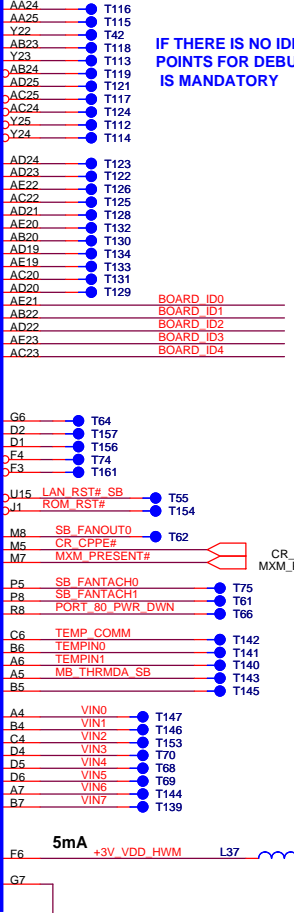 AA24 T116
AA25 T115
Y22 T42
AB23 T118
Y23 T113
AB24 T119
AD25 T121
AC25 T117
AC24 T124
Y25 T112
Y24 T114
IF THERE IS NO
POINTS FOR
IS MANDATORY
AD24 T123
AD23 T122
AE22 T126
AC22 T125
AD21 T128
AE20 T132
AB20 T130
AD19 T134
AE19 T133
AC20 T131
AD20 T129
AE21 BOARD_ID0
AB22 BOARD_ID1
AD22 BOARD_ID2
AE23 BOARD_ID3
AC23 BOARD_ID4
G6 T64
D2 T157
D1 T156
F4 T74
F3 T161
U15 LAN_RST#_SB T55
J1 ROM_RST# T154
M8 SB_FANOUT0 T62
M5 CR_CPPE# CR_
M7 MXM_PRESENT#
P5 SB_FANTACH0 T75
P8 SB_FANTACH1 T61
R8 PORT_80_PWR_DWN T66
C6 TEMP_COMM T142
B6 TEMPIN0 T141
A6 TEMPIN1 T140
A5 MB_THRMDA_SB T143
B5 T145
A4 VIN0 T147
B4 VIN1 T146
C4 VIN2 T153
D4 VIN3 T70
D5 VIN4 T68
D6 VIN5 T69
A7 VIN6 T144
B7 VIN7 T139
5mA
F6 +3V_VDD_HWM L37
G7